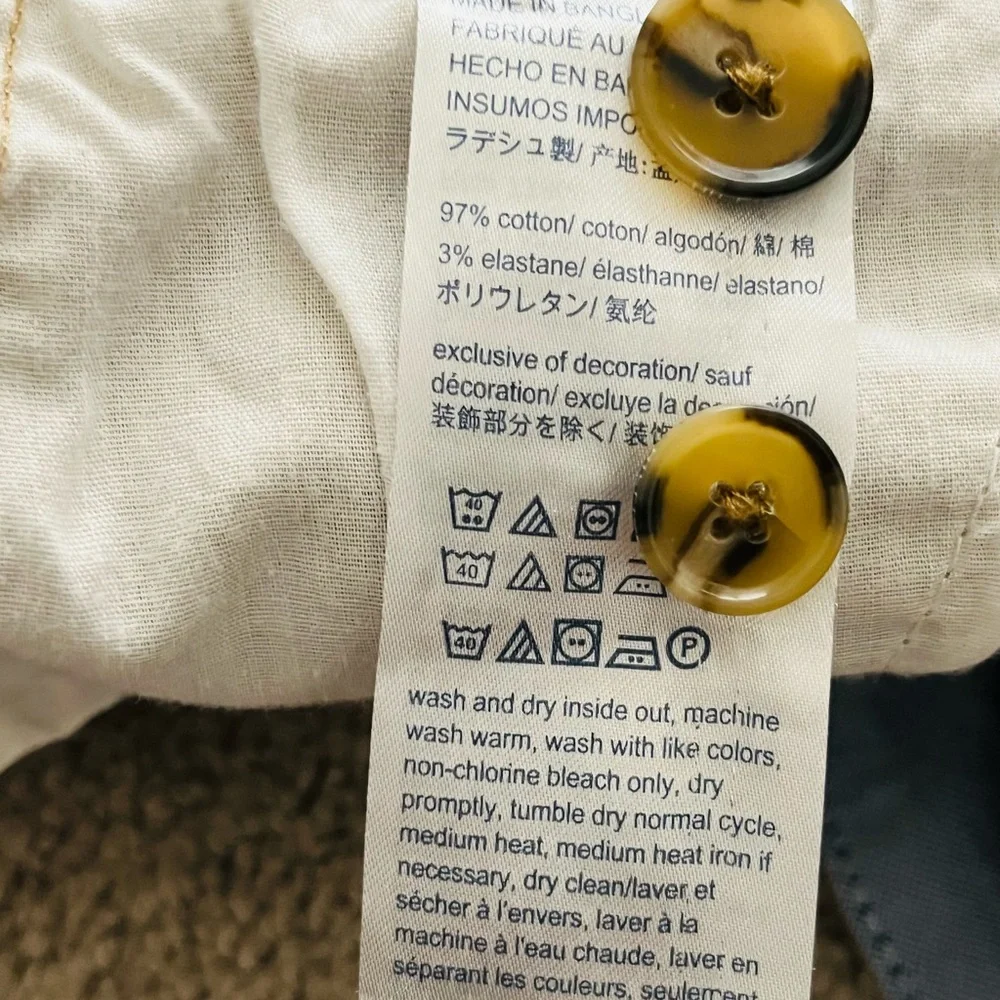 MADE IN
FABRIQUÉ AU
HECHO EN
INSUMOS
ラデシュ製/ 产地:孟
97% cotton/ coton/ algodón/ 綿/ 棉
3% elastane/ élasthanne/ elastano/
ポリウレタン/ 氨纶
exclusive of decoration/ sauf
décoration/ excluye la
装飾部分を除く/
40
40
40 P
wash and dry inside out, machine
wash warm, wash with like colors,
non-chlorine bleach only, dry
promptly, tumble dry normal cycle,
medium heat, medium heat iron if
necessary, dry clean/laver et
sécher à l'envers, laver à la
machine à l'eau chaude, laver en
séparant les couleurs, seulement